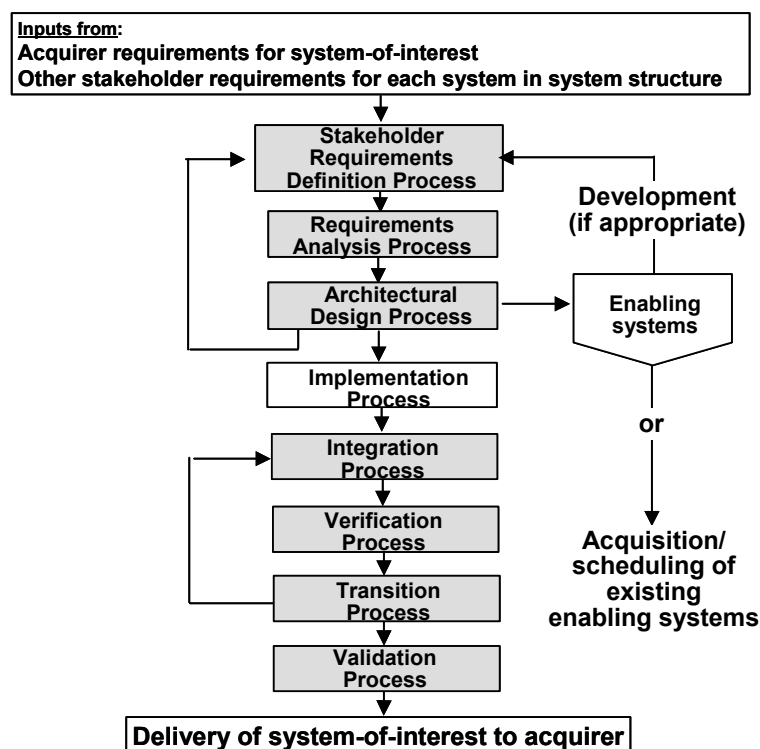 Inputs from:
Acquirer requirements for system-of-interest
Other stakeholder requirements for each system in system structure
Stakeholder
Requirements
Definition Process
Development
(if appropriate)
Requirements
Analysis Process
Architectural
Design Process
Enabling
systems
Implementation
Process
or
Integration
Process
Verification
Process
Acquisition/
scheduling of
existing
enabling systems
Transition
Process
Validation
Process
Delivery of system-of-interest to acquirer